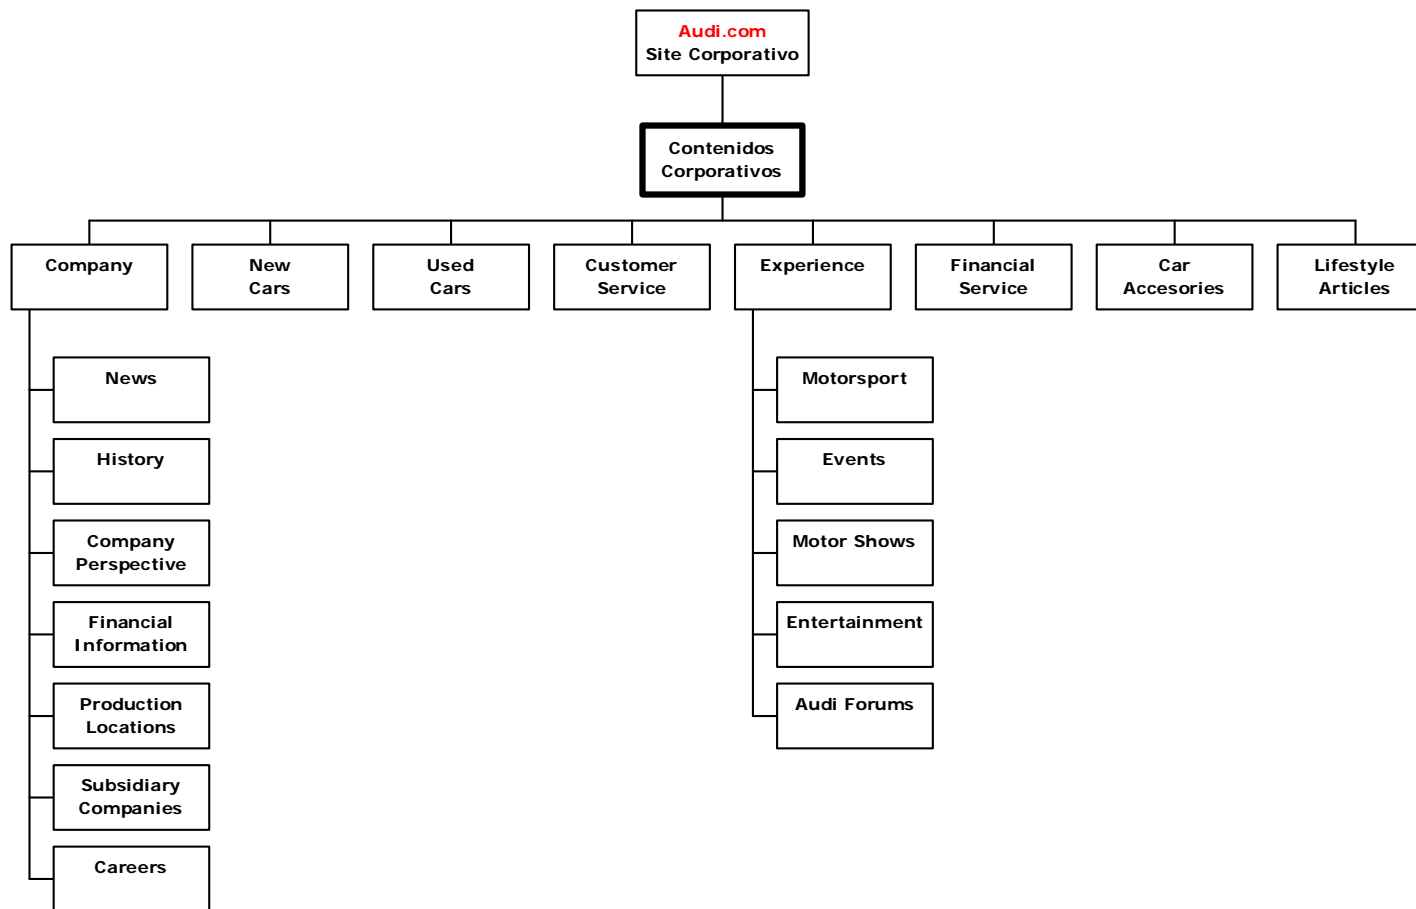 Audi.com
Site Corporativo
Contenidos
Corporativos
Company
New
Cars
Used
Cars
Customer
Service
Experience
Financial
Service
Car
Accesories
Lifestyle
Articles
News
History
Company
Perspective
Financial
Information
Production
Locations
Subsidiary
Companies
Careers
Motorsport
Events
Motor Shows
Entertainment
Audi Forums